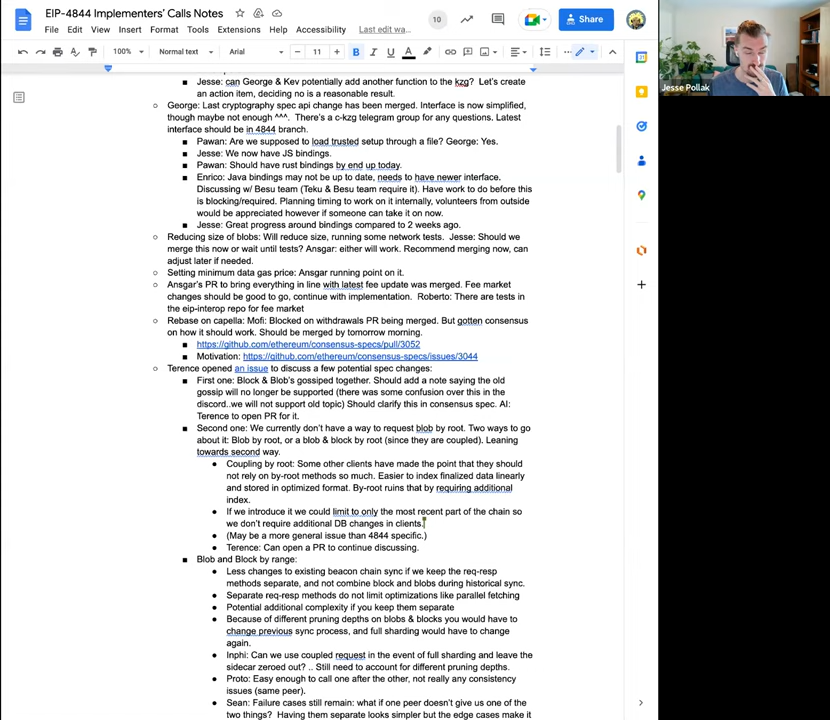 EIP-4844 Implementers' Calls Notes
File Edit View Insert Format Tools Extensions Help Accessibility Last edit wa...
10
Share
100%
Normal text
Arial
11
B I U A
Jesse: can George & Kev potentially add another function to the kzg? Let's create
an action item, deciding no is a reasonable result.
George: Last cryptography spec api change has been merged. Interface is now simplified,
though maybe not enough ^^^. There's a c-kzg telegram group for any questions. Latest
interface should be in 4844 branch.
Pawan: Are we supposed to load trusted setup through a file? George: Yes.
Jesse: We now have JS bindings.
Pawan: Should have rust bindings by end up today.
Enrico: Java bindings may not be up to date, needs to have newer interface.
Discussing w/ Besu team (Teku & Besu team require it). Have work to do before this
is blocking/required. Planning timing to work on it internally, volunteers from outside
would be appreciated however if someone can take it on now.
Jesse: Great progress around bindings compared to 2 weeks ago.
Reducing size of blobs: Will reduce size, running some network tests. Jesse: Should we
merge this now or wait until tests? Ansgar: either will work. Recommend merging now, can
adjust later if needed.
Setting minimum data gas price: Ansgar running point on it.
Ansgar's PR to bring everything in line with latest fee update was merged. Fee market
changes should be good to go, continue with implementation. Roberto: There are tests in
the eip-interop repo for fee market
Rebase on capella: Mofi: Blocked on withdrawals PR being merged. But gotten consensus
on how it should work. Should be merged by tomorrow morning.
https://github.com/ethereum/consensus-specs/pull/3052
Motivation: https://github.com/ethereum/consensus-specs/issues/3044
Terence opened an issue to discuss a few potential spec changes:
First one: Block & Blob's gossiped together. Should add a note saying the old
gossip will no longer be supported (there was some confusion over this in the
discord..we will not support old topic) Should clarify this in consensus spec. AI:
Terence to open PR for it.
Second one: We currently don't have a way to request blob by root. Two ways to go
about it: Blob by root, or a blob & block by root (since they are coupled). Leaning
towards second way.
Coupling by root: Some other clients have made the point that they should
not rely on by-root methods so much. Easier to index finalized data linearly
and stored in optimized format. By-root ruins that by requiring additional
index.
If we introduce it we could limit to only the most recent part of the chain so
we don't require additional DB changes in clients.
(May be a more general issue than 4844 specific.)
Terence: Can open a PR to continue discussing.
Blob and Block by range:
Less changes to existing beacon chain sync if we keep the req-resp
methods separate, and not combine block and blobs during historical sync.
Separate req-resp methods do not limit optimizations like parallel fetching
Potential additional complexity if you keep them separate
Because of different pruning depths on blobs & blocks you would have to
change previous sync process, and full sharding would have to change
again.
Inphi: Can we use coupled request in the event of full sharding and leave the
sidecar zeroed out? .. Still need to account for different pruning depths.
Proto: Easy enough to call one after the other, not really any consistency
issues (same peer).
Sean: Failure cases still remain: what if one peer doesn't give us one of the
two things? Having them separate looks simpler but the edge cases make it
Jesse Pollak